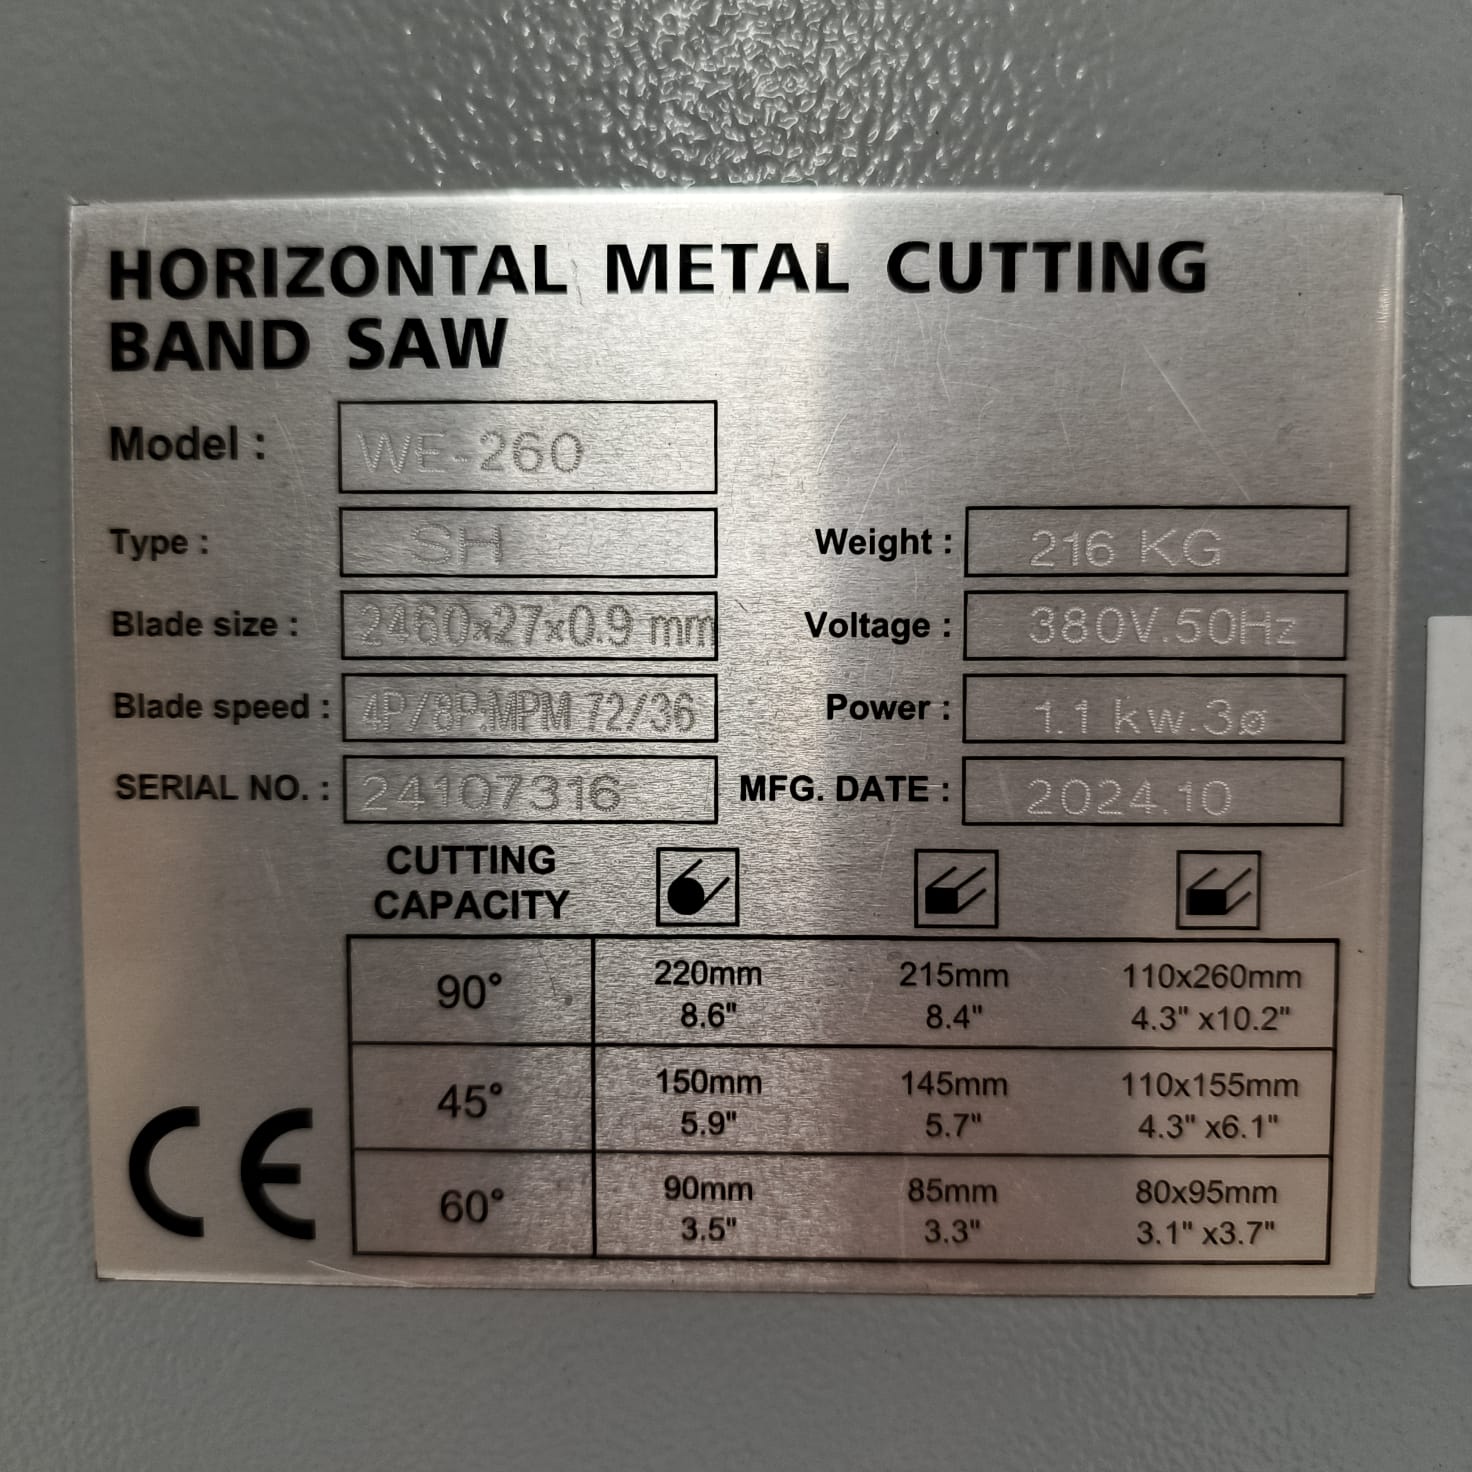 HORIZONTAL METAL CUTTING
BAND SAW
Model : WE-260
Type : SH
Weight : 216 KG
Blade size : 2460x27x0.9 mm
Voltage : 380V.50Hz
Blade speed : 4P/8P:MPM 72/36
Power : 1.1 kw.3ø
SERIAL NO. : 24107316
MFG. DATE : 2024.10
CUTTING
CAPACITY
90° 220mm 215mm 110x260mm
8.6" 8.4" 4.3" x10.2"
45° 150mm 145mm 110x155mm
5.9" 5.7" 4.3" x6.1"
60° 90mm 85mm 80x95mm
3.5" 3.3" 3.1" x3.7"
CE